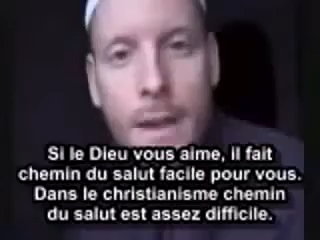 Si le Dieu vous aime, il fait
chemin du salut facile pour vous.
Dans le christianisme chemin
du salut est assez difficile.